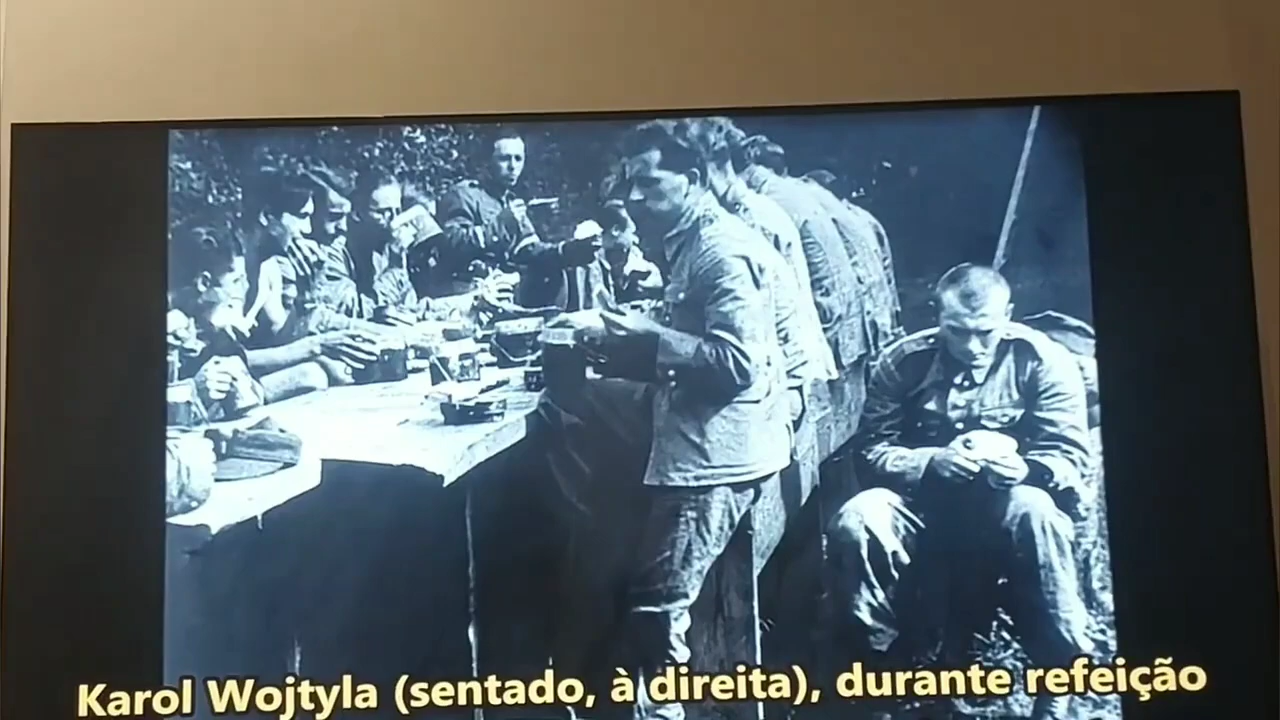 Karol Wojtyla (sentado, à direita), durante refeição